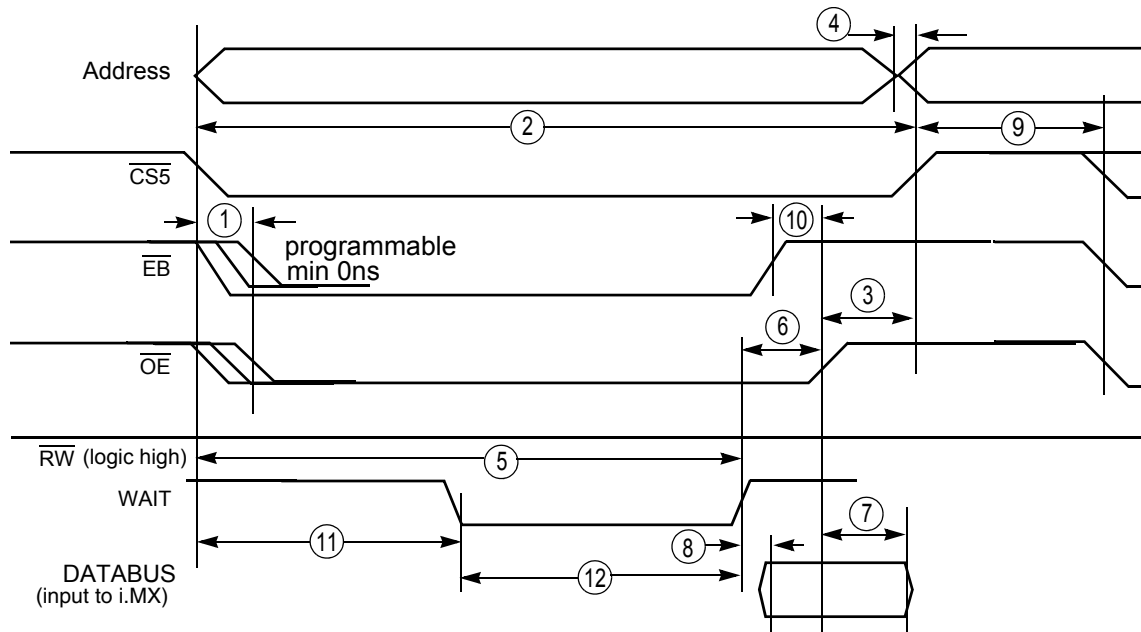 4
Address
2
9
CS5
1
10
programmable
min 0ns
EB
3
6
OE
RW (logic high)
5
WAIT
7
11
8
12
DATABUS
(input to i.MX)